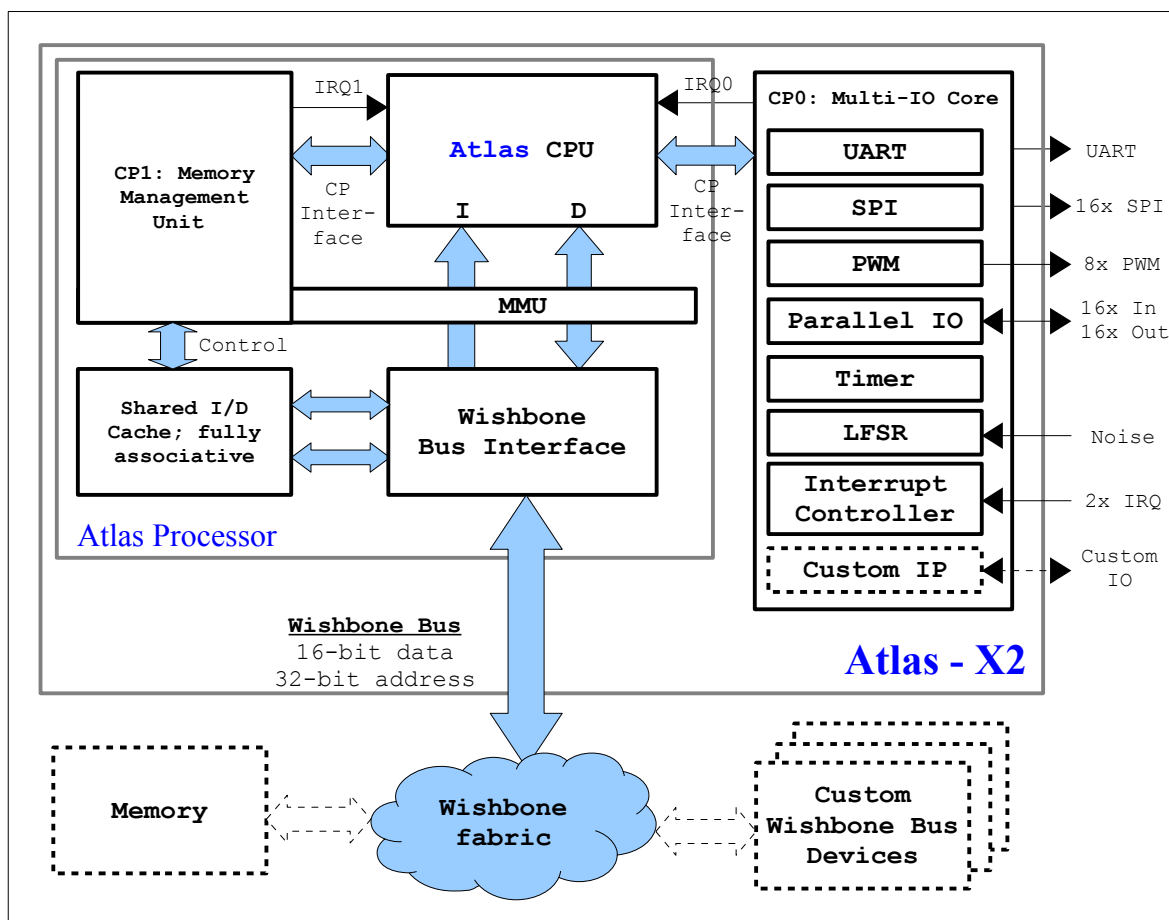 IRQ1
IRQ0
CP1: Memory
Management
Unit
Atlas CPU
I
D
CP
Inter-
face
CP
Inter-
face
MMU
Control
Shared I/D
Cache; fully
associative
Wishbone
Bus Interface
Atlas Processor
CP0: Multi-IO Core
UART
SPI
PWM
Parallel IO
Timer
LFSR
Interrupt
Controller
Custom IP
UART
16x SPI
8x PWM
16x In
16x Out
Noise
2x IRQ
Custom
IO
Wishbone Bus
16-bit data
32-bit address
Atlas - X2
Memory
Wishbone
fabric
Custom
Wishbone Bus
Devices